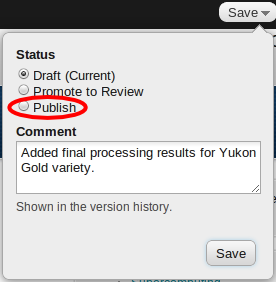 Save
Status
Draft (Current)
Promote to Review
Publish
Comment
Added final processing results for Yukon
Gold variety.
Shown in the version history.
Save